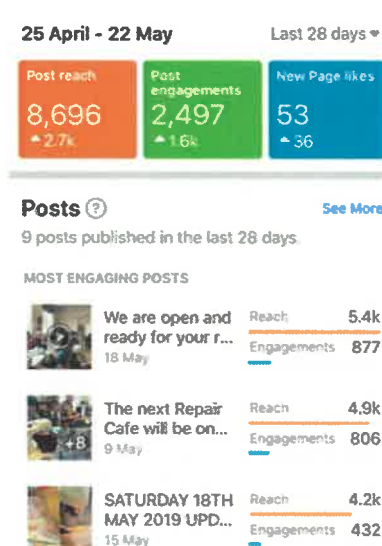 25 April - 22 May
Last 28 days
Post reach
8,696
2.7k
Post
engagements
2,497
1.6k
New Page likes
53
36
Posts ?
See More
9 posts published in the last 28 days
MOST ENGAGING POSTS
We are open and
ready for your r...
18 May
Reach 5.4k
Engagements 877
The next Repair
Cafe will be on...
9 May
+8
Reach 4.9k
Engagements 806
SATURDAY 18TH
MAY 2019 UPD...
15 May
Reach 4.2k
Engagements 432